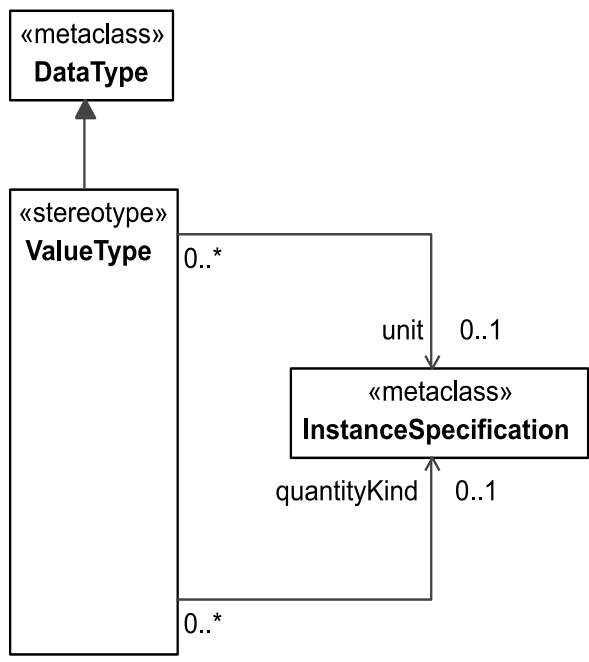 «metaclass»
DataType
«stereotype»
ValueType
0..*
unit 0..1
«metaclass»
InstanceSpecification
quantityKind 0..1
0..*